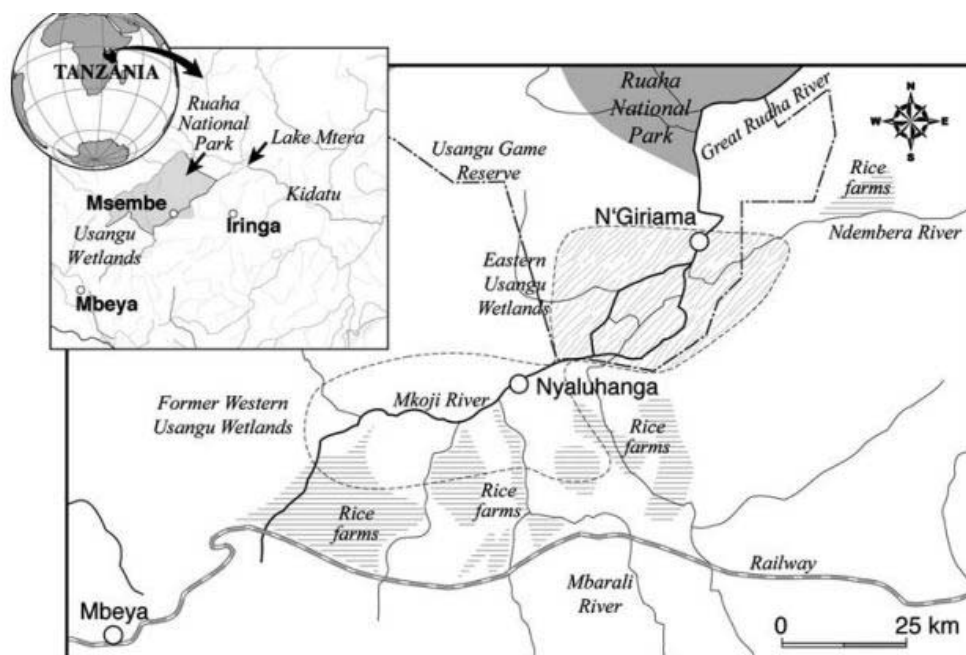 TANZANIA
Ruaha
National
Park
Lake Mtera
Kidatu
Msembe
Iringa
Usangu
Wetlands
Mbeya
Ruaha
National
Park
Great Ruaha River
N
W E
S
Usangu Game
Reserve
Rice
farms
N'Giriama
Ndembera River
Eastern
Usangu
Wetlands
Nyaluhanga
Mkoji River
Former Western
Usangu Wetlands
Rice
farms
Rice
farms
Rice
farms
Railway
Mbarali
River
Mbeya
0 25 km